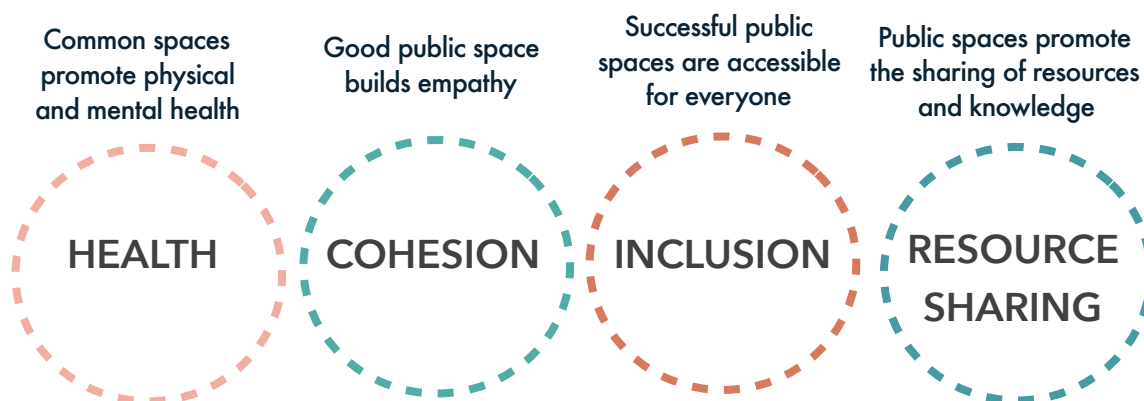 Common spaces
promote physical
and mental health
HEALTH
Good public space
builds empathy
COHESION
Successful public
spaces are accessible
for everyone
INCLUSION
Public spaces promote
the sharing of resources
and knowledge
RESOURCE
SHARING